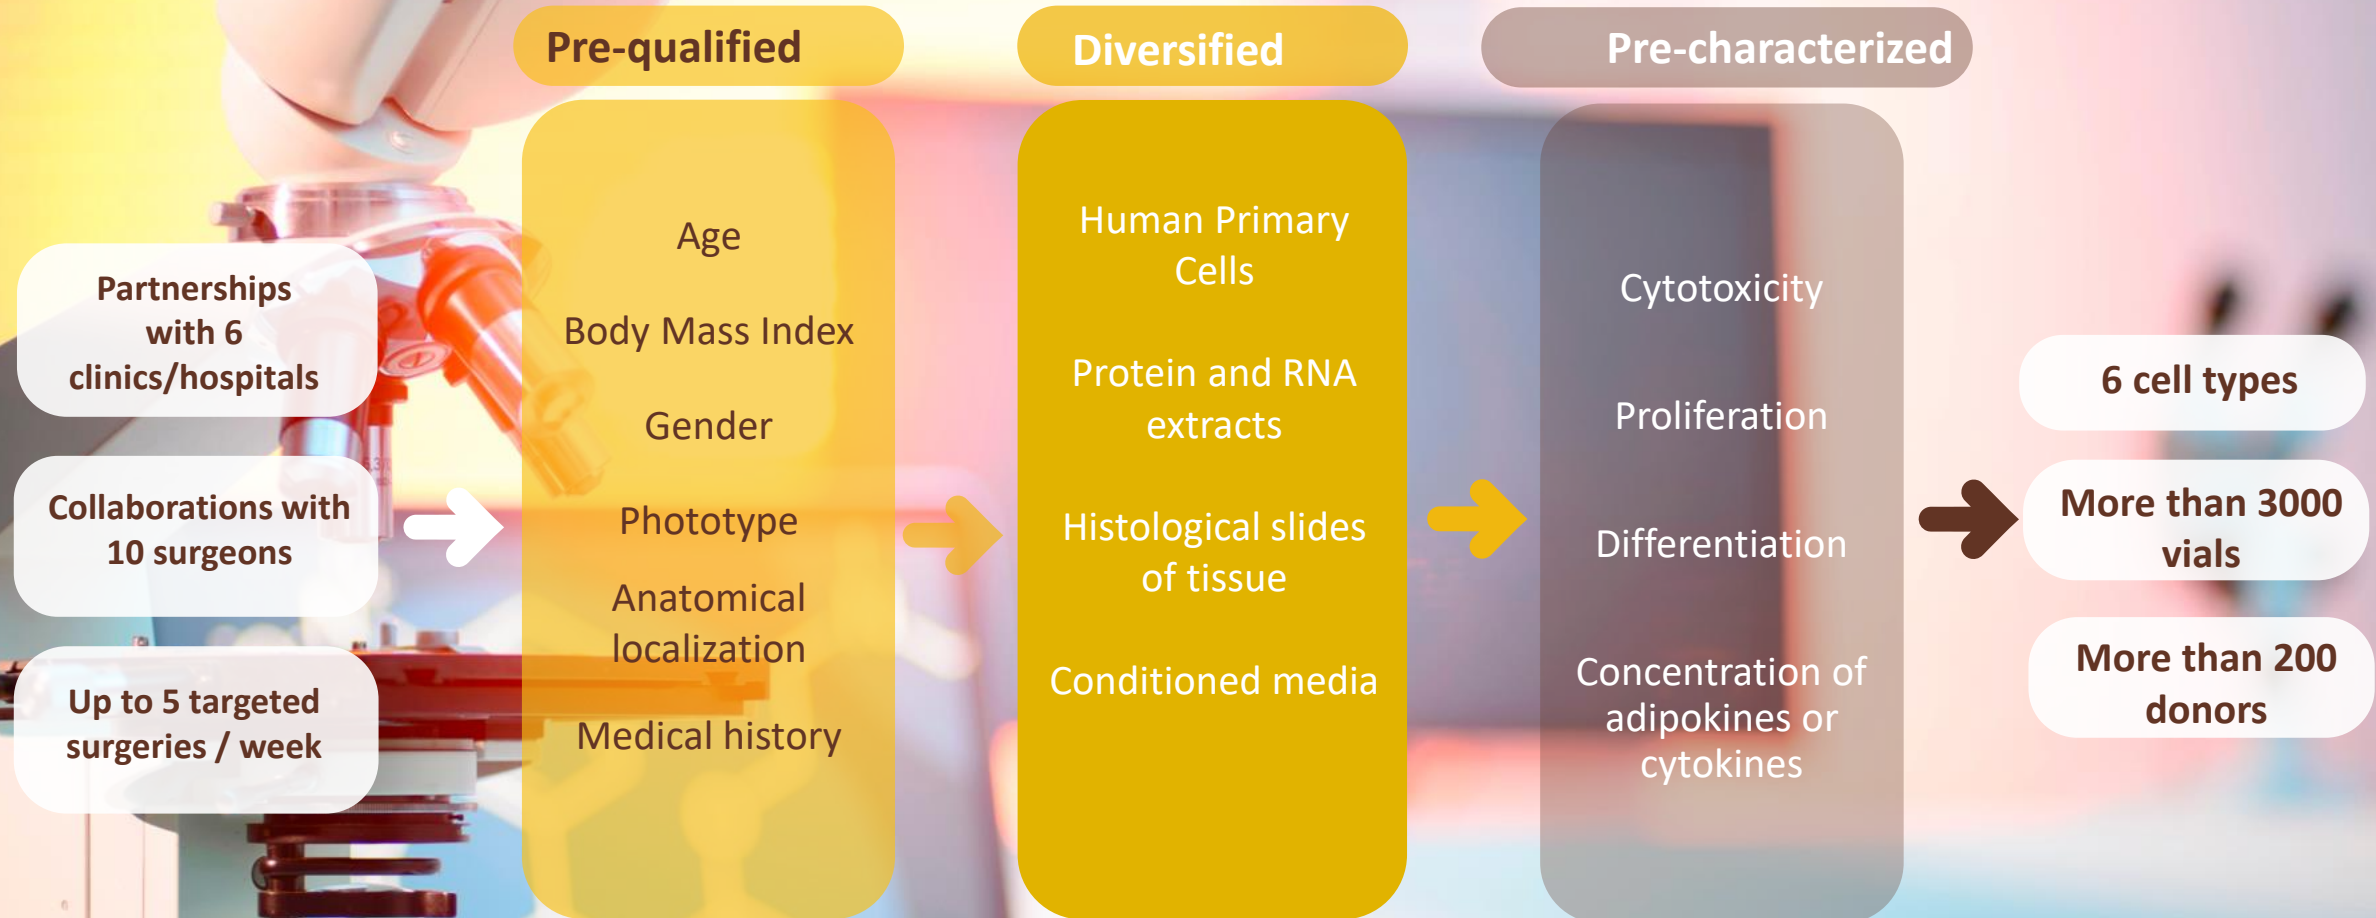 Pre-qualified
Diversified
Pre-characterized
Partnerships
with 6
clinics/hospitals
Collaborations with
10 surgeons
Up to 5 targeted
surgeries / week
Age
Body Mass Index
Gender
Phototype
Anatomical
localization
Medical history
Human Primary
Cells
Protein and RNA
extracts
Histological slides
of tissue
Conditioned media
Cytotoxicity
Proliferation
Differentiation
Concentration of
adipokines or
cytokines
6 cell types
More than 3000
vials
More than 200
donors